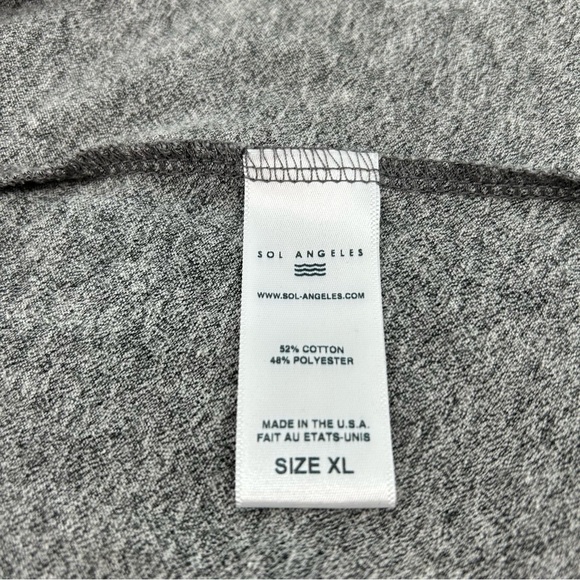 SOL ANGELES
WWW.SOL-ANGELES.COM
52% COTTON
48% POLYESTER
MADE IN THE U.S.A.
FAIT AU ETATS-UNIS
SIZE XL